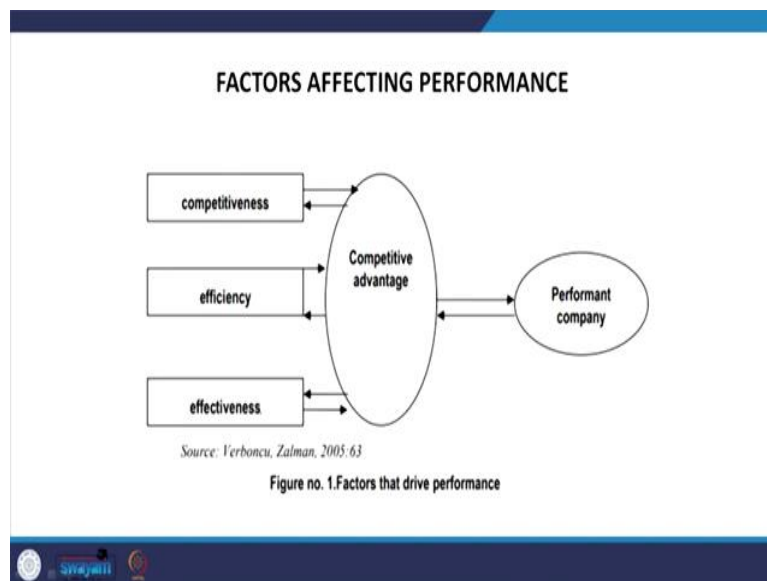 FACTORS AFFECTING PERFORMANCE
competitiveness
efficiency
effectiveness
Competitive
advantage
Performant
company
Source: Verboncu, Zalman, 2005:63
Figure no. 1.Factors that drive performance
swayam